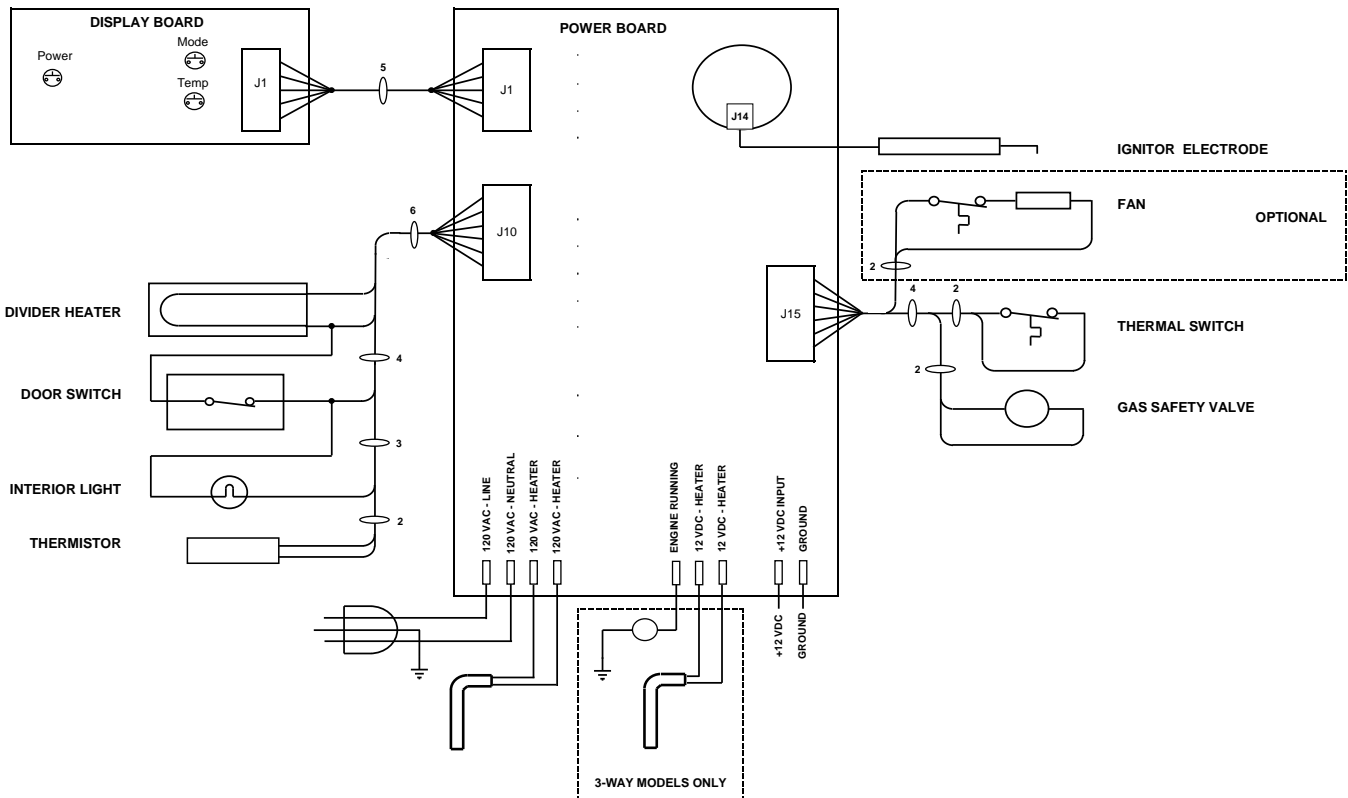 DISPLAY BOARD
Power
Mode
Temp
J1
5
J1
POWER BOARD
J14
IGNITOR ELECTRODE
FAN
OPTIONAL
2
6
J10
J15
4
2
THERMAL SWITCH
2
GAS SAFETY VALVE
DIVIDER HEATER
4
DOOR SWITCH
3
INTERIOR LIGHT
2
THERMISTOR
120 VAC - LINE
120 VAC - NEUTRAL
120 VAC - HEATER
120 VAC - HEATER
ENGINE RUNNING
12 VDC - HEATER
12 VDC - HEATER
+12 VDC INPUT
GROUND
+12 VDC
GROUND
3-WAY MODELS ONLY